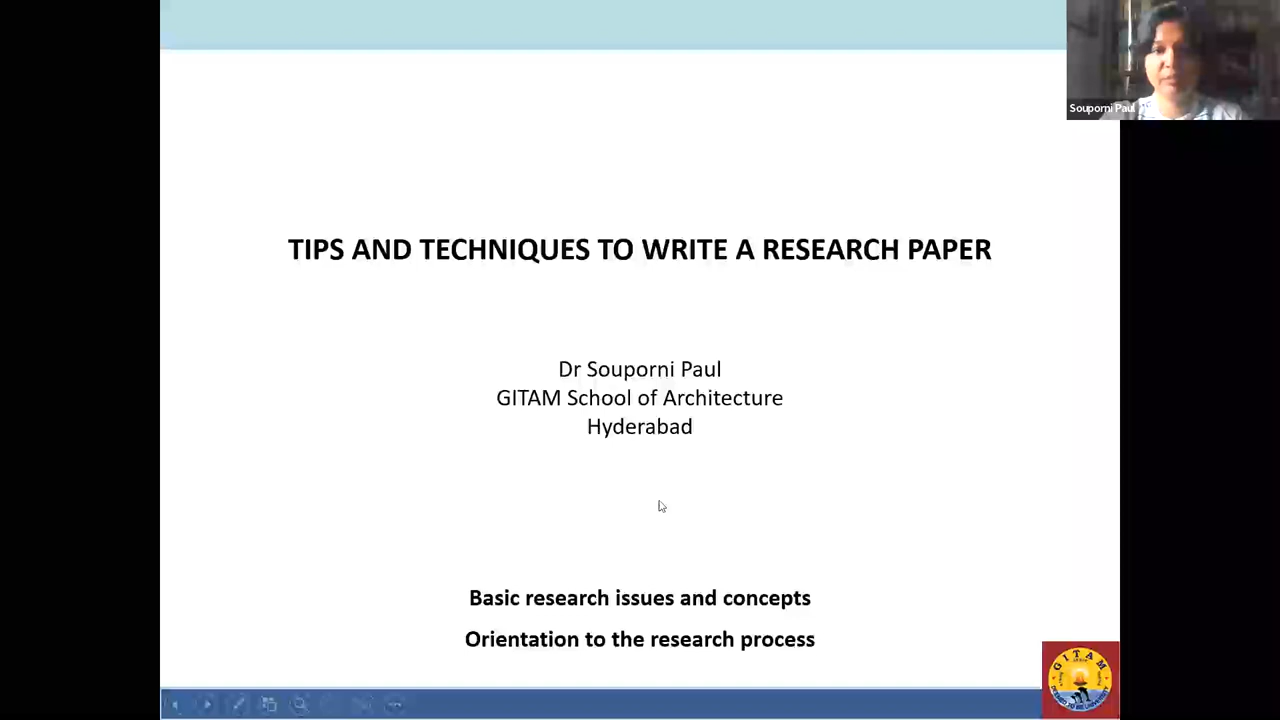 Souporni Paul
TIPS AND TECHNIQUES TO WRITE A RESEARCH PAPER
Dr Souporni Paul
GITAM School of Architecture
Hyderabad
Basic research issues and concepts
Orientation to the research process
GITAM